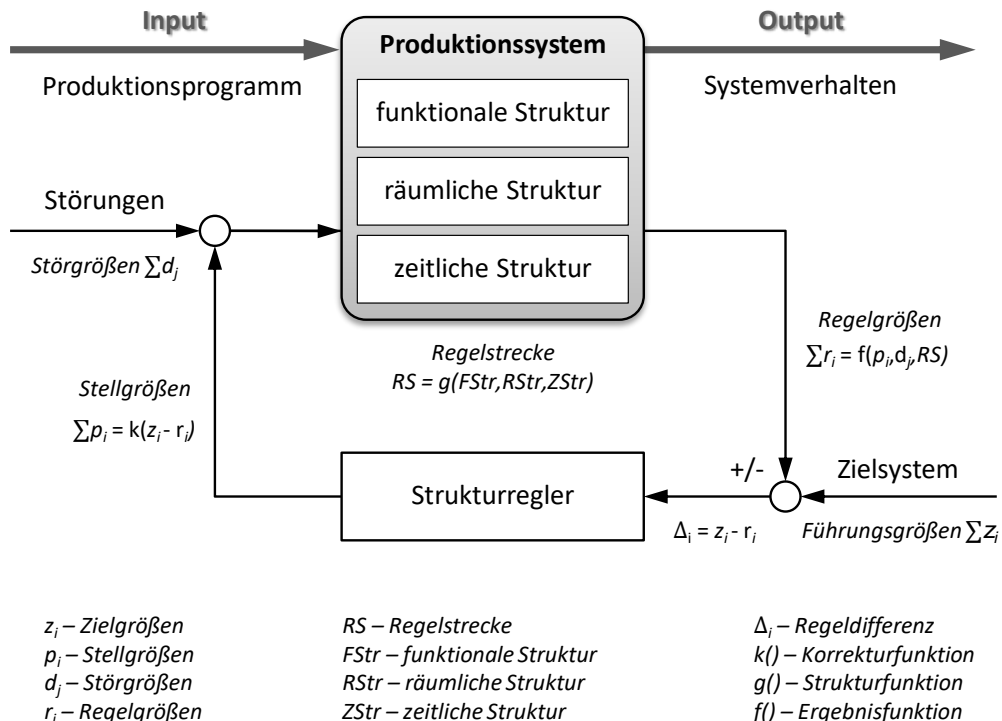 Input
Output
Produktionssystem
Produktionsprogramm
Systemverhalten
funktionale Struktur
räumliche Struktur
zeitliche Struktur
Störungen
Störgrößen ∑dj
Regelgrößen
∑ri = f(pi,dj,RS)
Regelstrecke
RS = g(FStr,RStr,ZStr)
Stellgrößen
∑pi = k(zi - ri)
Strukturregler
+/-
Zielsystem
Δi = zi - ri
Führungsgrößen ∑zi
zi – Zielgrößen
pi – Stellgrößen
dj – Störgrößen
ri – Regelgrößen
RS – Regelstrecke
FStr – funktionale Struktur
RStr – räumliche Struktur
ZStr – zeitliche Struktur
Δi – Regeldifferenz
k() – Korrekturfunktion
g() – Strukturfunktion
f() – Ergebnisfunktion